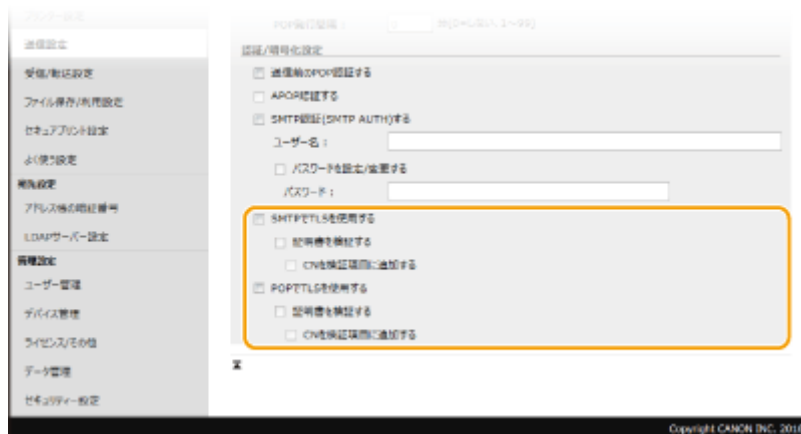 送信設定
受信/転送設定
ファイル保存/利用設定
セキュアプリント設定
よく使う設定
宛先設定
アドレス帳の暗証番号
LDAPサーバー設定
管理設定
ユーザー管理
デバイス管理
ライセンス/その他
データ管理
セキュリティー設定
認証/暗号化設定
送信前のPOP認証する
APOP認証する
SMTP認証(SMTP AUTH)する
ユーザー名:
パスワードを設定/変更する
パスワード:
SMTPでTLSを使用する
証明書を検証する
CNを検証項目に追加する
POPでTLSを使用する
証明書を検証する
CNを検証項目に追加する
Copyright CANON INC. 2016